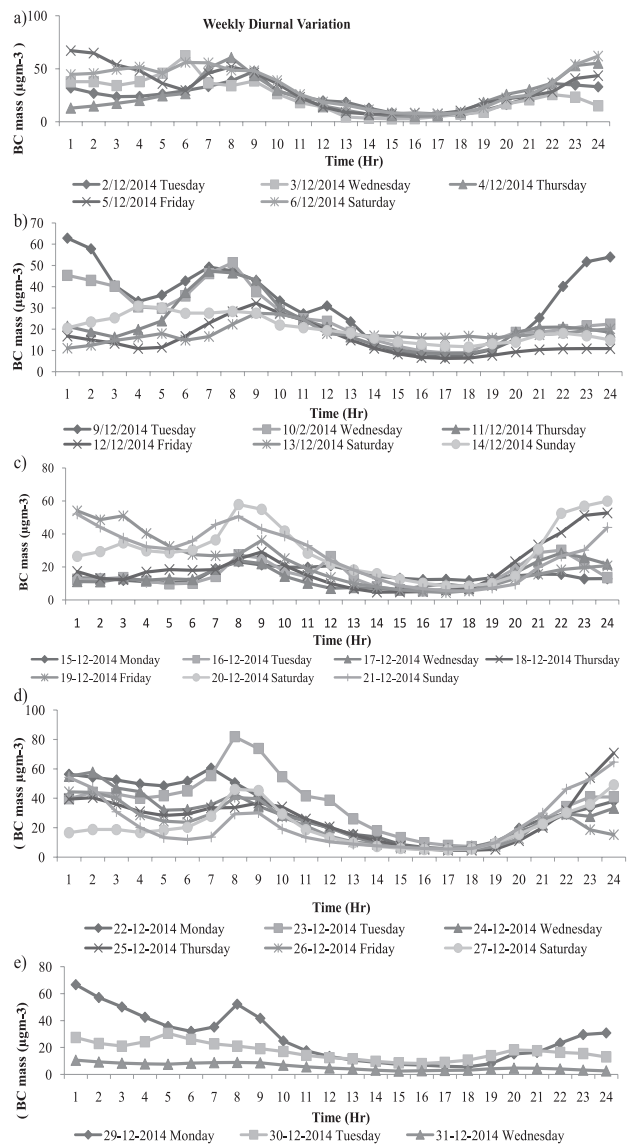 a)
Weekly Diurnal Variation
BC mass (µgm-3)
100
50
0
1 2 3 4 5 6 7 8 9 10 11 12 13 14 15 16 17 18 19 20 21 22 23 24
Time (Hr)
2/12/2014 Tuesday 3/12/2014 Wednesday 4/12/2014 Thursday
5/12/2014 Friday 6/12/2014 Saturday
b)
BC mass (µgm-3)
70
60
50
40
30
20
10
0
1 2 3 4 5 6 7 8 9 10 11 12 13 14 15 16 17 18 19 20 21 22 23 24
Time (Hr)
9/12/2014 Tuesday 10/2/2014 Wednesday 11/12/2014 Thursday
12/12/2014 Friday 13/12/2014 Saturday 14/12/2014 Sunday
c)
BC mass (µgm-3)
80
60
40
20
0
1 2 3 4 5 6 7 8 9 10 11 12 13 14 15 16 17 18 19 20 21 22 23 24
Time (Hr)
15-12-2014 Monday 16-12-2014 Tuesday 17-12-2014 Wednesday 18-12-2014 Thursday
19-12-2014 Friday 20-12-2014 Saturday 21-12-2014 Sunday
d)
( BC mass µgm-3)
100
80
60
40
20
0
1 2 3 4 5 6 7 8 9 10 11 12 13 14 15 16 17 18 19 20 21 22 23 24
Time (Hr)
22-12-2014 Monday 23-12-2014 Tuesday 24-12-2014 Wednesday
25-12-2014 Thursday 26-12-2014 Friday 27-12-2014 Saturday
e)
( BC mass (µgm-3)
80
60
40
20
0
1 2 3 4 5 6 7 8 9 10 11 12 13 14 15 16 17 18 19 20 21 22 23 24
Time (Hr)
29-12-2014 Monday 30-12-2014 Tuesday 31-12-2014 Wednesday